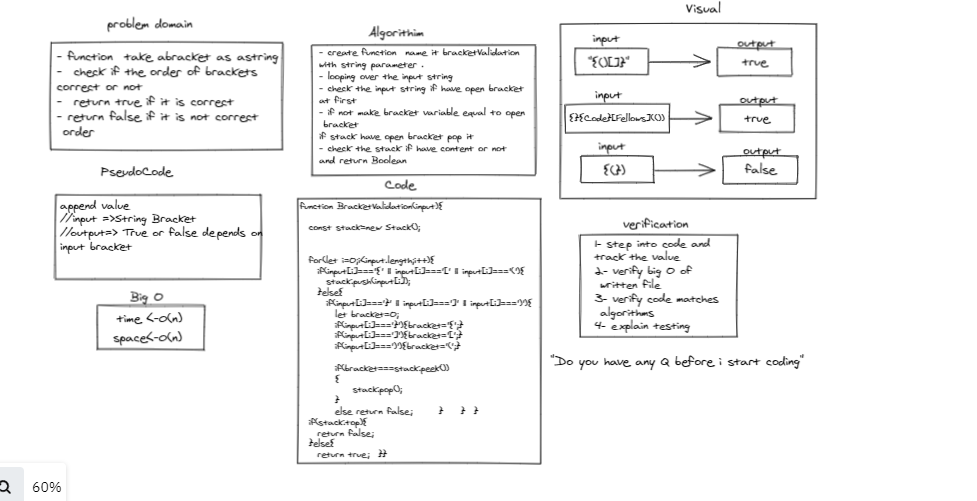 problem domain
- function take abracket as astring
- check if the order of brackets
correct or not
- return true if it is correct
- return false if it is not correct
order
PseudoCode
append value
//input =>String Bracket
//output=> True or false depends on
input bracket
Big O
time <-O(n)
space<-O(n)
Algorithim
- create function name it bracketValidation
with string parameter .
- looping over the input string
- check the input string if have open bracket
at first
- if not make bracket variable equal to open
bracket
if stack have open bracket pop it
- check the stack if have content or not
and return Boolean
Code
function BracketValidation(input){
const stack=new Stack();
for(let i=0;i<input.length;i++){
if(input[i]==='{' || input[i]==='[' || input[i]==='('){
stack.push(input[i]);
}else{
if(input[i]==='}' || input[i]===']' || input[i]===')'){
let bracket=0;
if(input[i]==='}'){bracket='{';}
if(input[i]===']'){bracket='[';}
if(input[i]===')'){bracket='(';}
if(bracket===stack.peek())
{
stack.pop();
}
else return false; } } }
if(stack.top){
return false;
}else{
return true; }}
Visual
input
output
"{()[]}"
true
input
output
{}{Code}[Fellows](())
true
input
output
{(})
false
verification
1- step into code and
track the value
2- verify big O of
written file
3- verify code matches
algorithms
4- explain testing
"Do you have any Q before i start coding"
60%